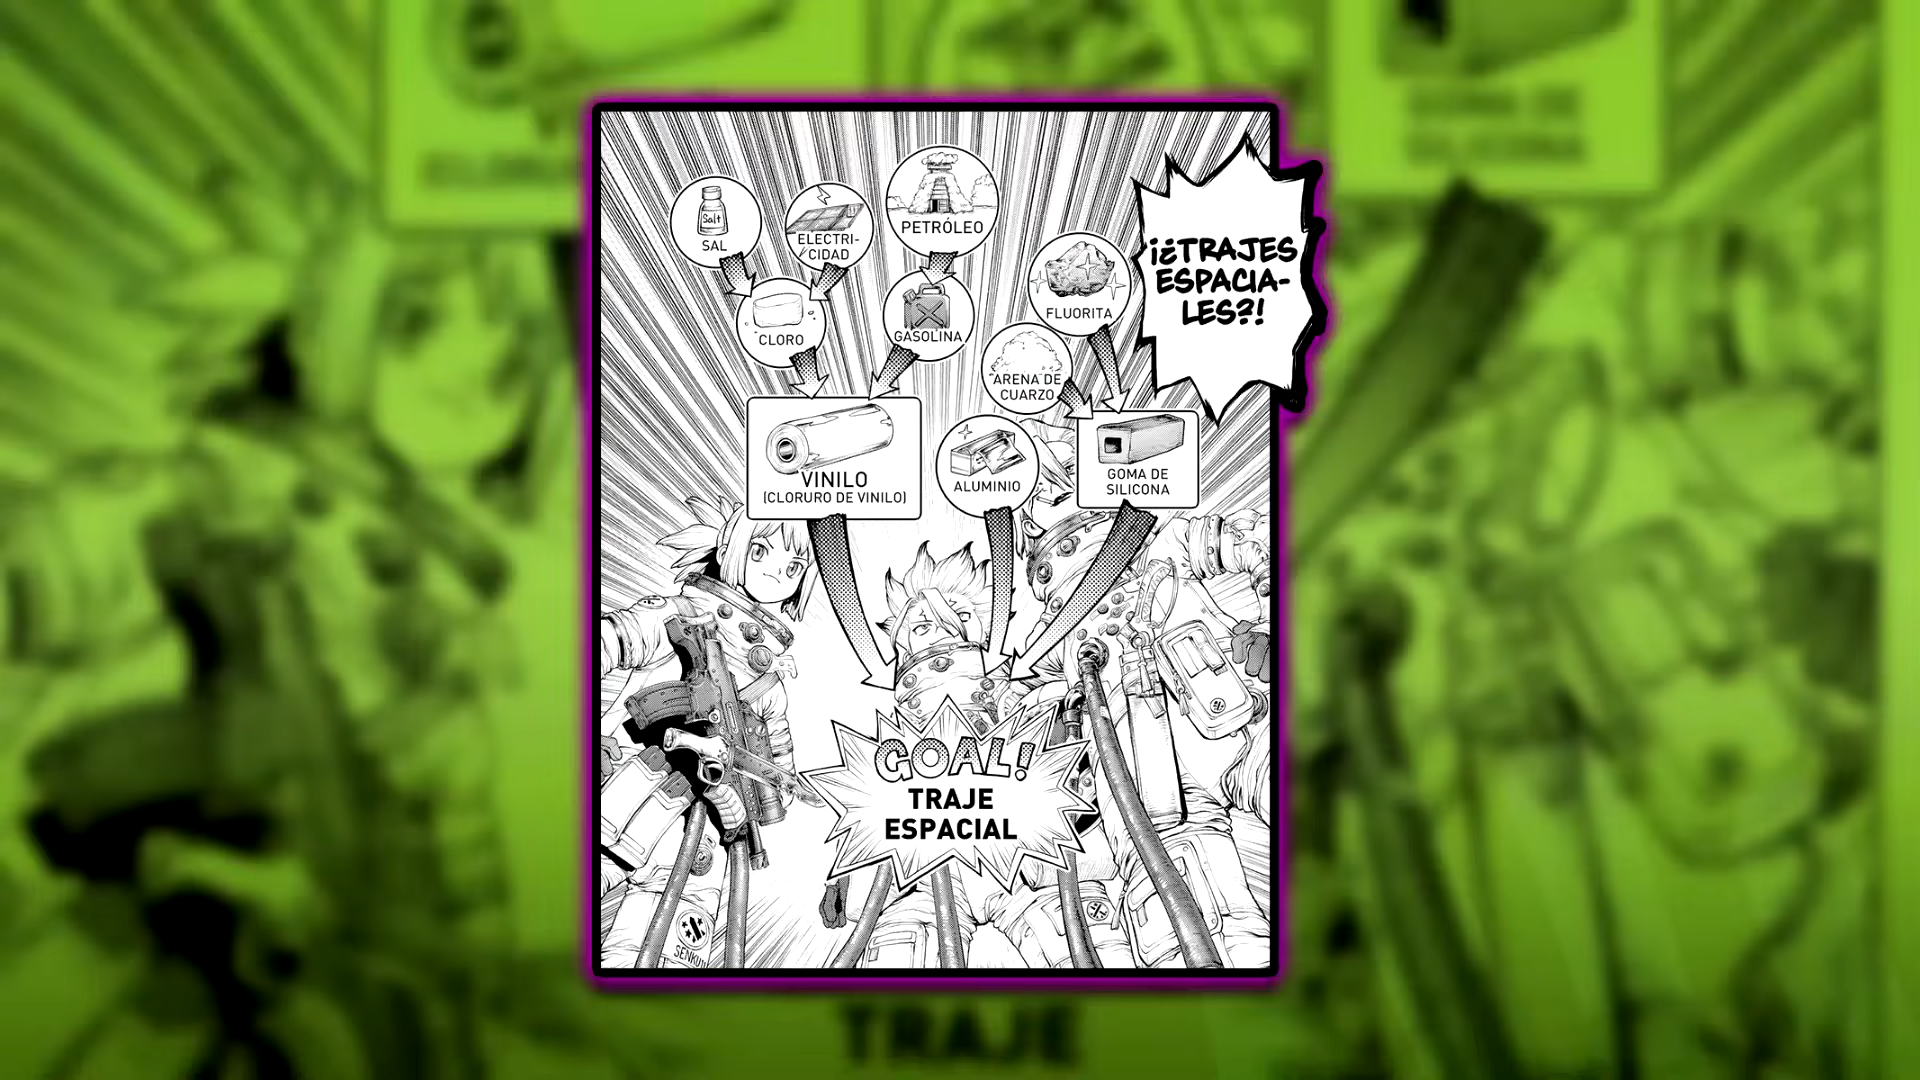 Salt
SAL
ELECTRI-
CIDAD
PETRÓLEO
CLORO
GASOLINA
FLUORITA
ARENA DE
CUARZO
¡¿TRAJES
ESPACIA-
LES?!
VINILO
(CLORURO DE VINILO)
ALUMINIO
GOMA DE
SILICONA
GOAL!
TRAJE
ESPACIAL
TRAJE